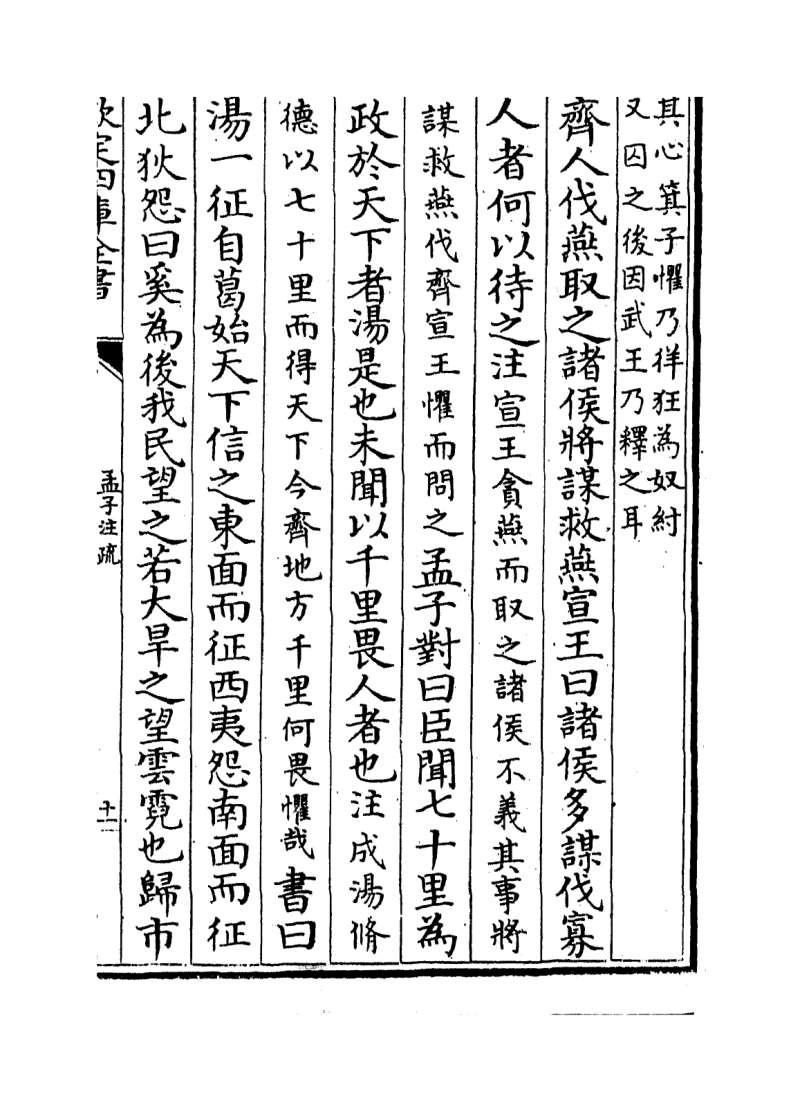 其心箕子懼乃佯狂為奴紂
又囚之後因武王乃釋之耳
齊人伐燕取之諸侯將謀救燕宣王曰諸侯多謀伐寡
人者何以待之注宣王貪燕而取之諸侯不義其事將
謀救燕伐齊宣王懼而問之孟子對曰臣聞七十里為
政於天下者湯是也未聞以千里畏人者也注成湯脩
德以七十里而得天下今齊地方千里何畏懼哉書曰
湯一征自葛始天下信之東面而征西夷怨南面而征
北狄怨曰奚為後我民望之若大旱之望雲霓也歸市
欽定四庫全書
孟子注疏
十一